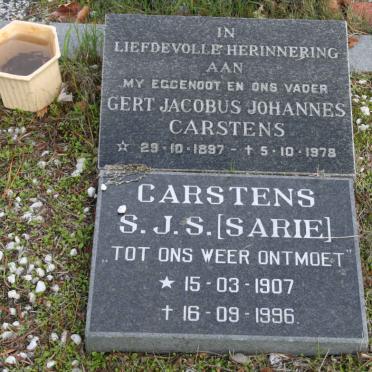 IN
LIEFDEVOLLE HERINNERING
AAN
MY EGGENOOT EN ONS VADER
GERT JACOBUS JOHANNES
CARSTENS
☆ 29·10·1897 - ✝ 5·10·1978
CARSTENS
S.J.S.[SARIE]
„TOT ONS WEER ONTMOET"
★ 15-03-1907
✝ 16-09-1996.